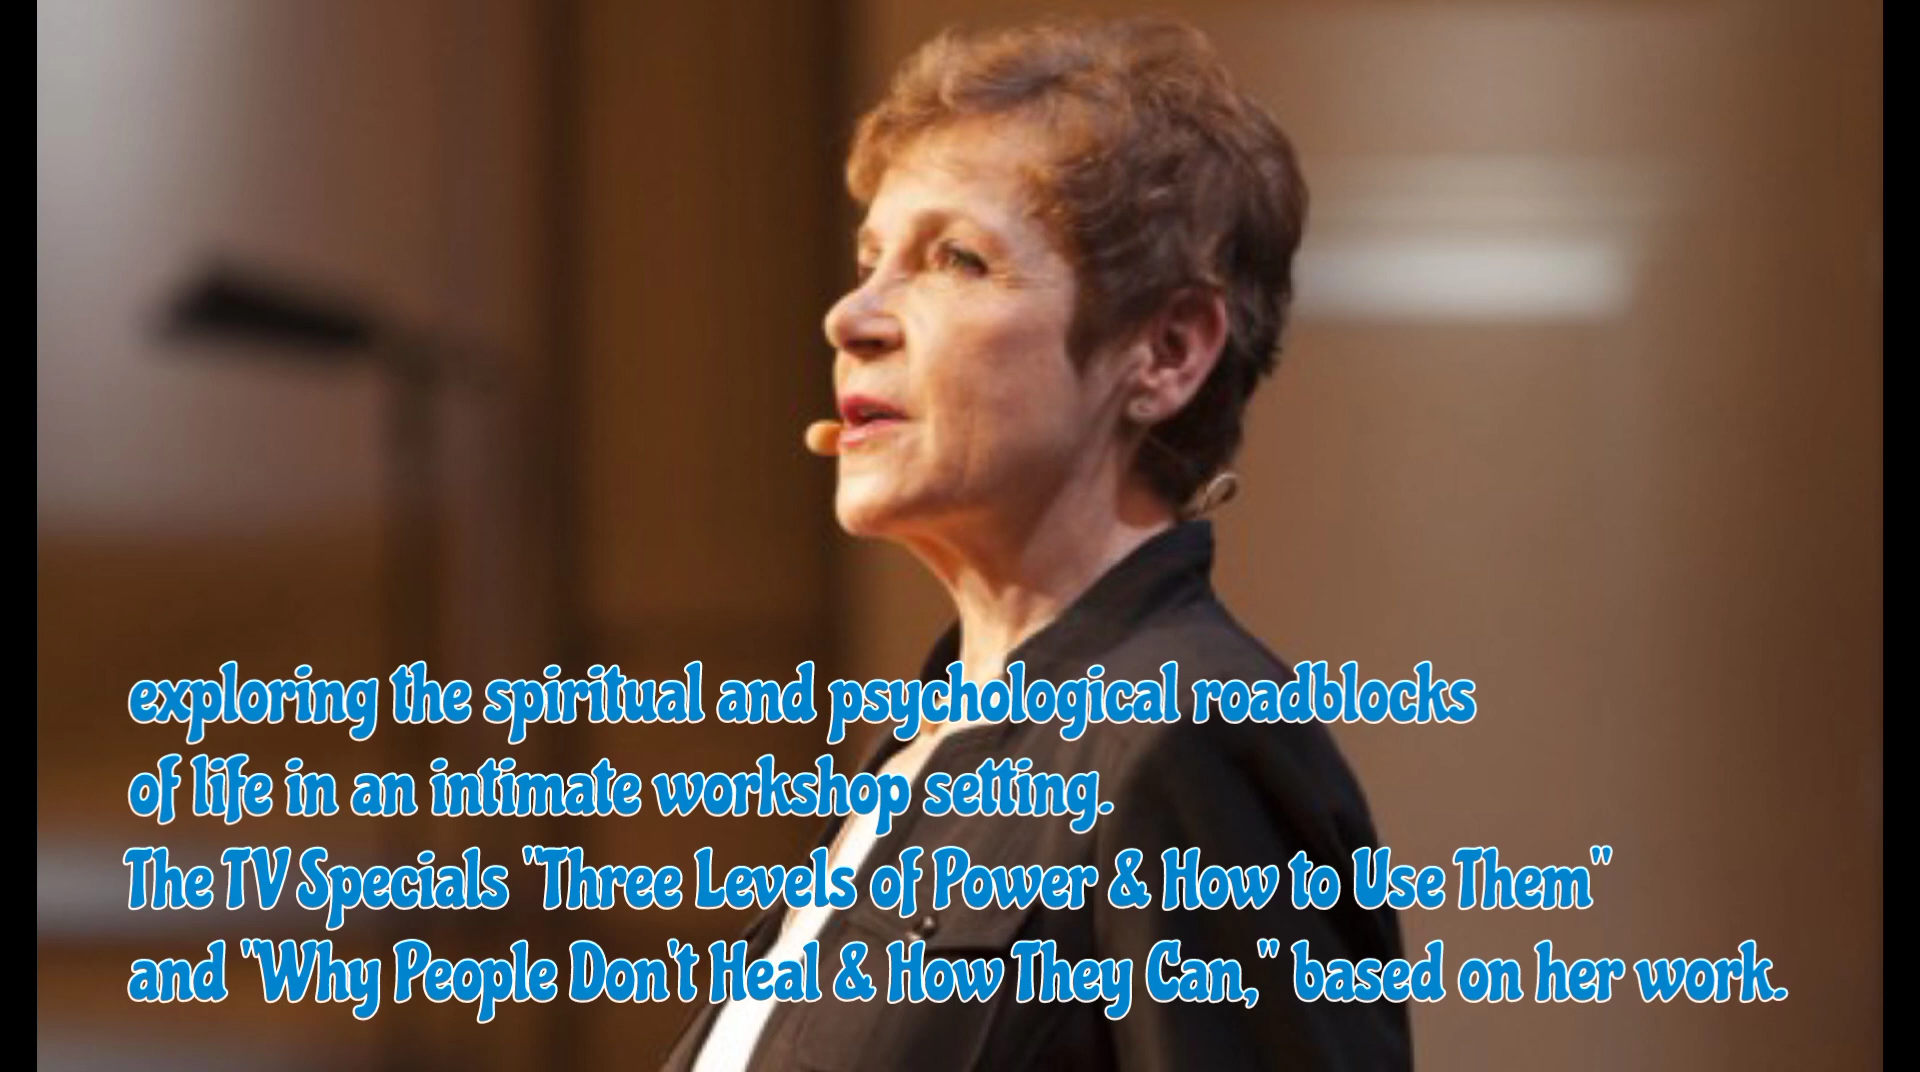 exploring the spiritual and psychological roadblocks
of life in an intimate workshop setting.
The TV Specials "Three Levels of Power & How to Use Them"
and "Why People Don't Heal & How They Can," based on her work.